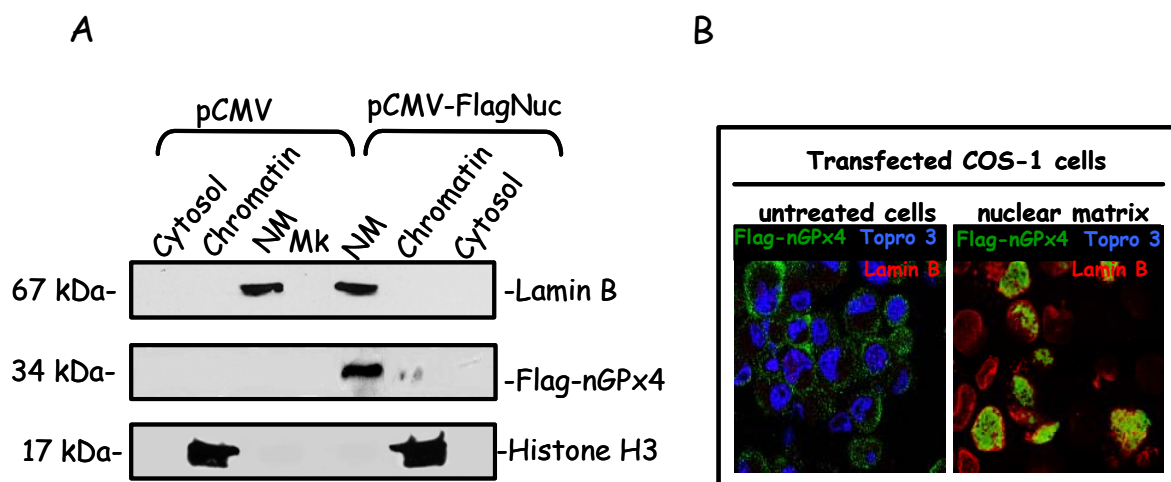 A
B
pCMV
pCMV-FlagNuc
Cytosol
Chromatin
NM
Mk
NM
Chromatin
Cytosol
67 kDa-
-Lamin B
34 kDa-
-Flag-nGPx4
17 kDa-
-Histone H3
Transfected COS-1 cells
untreated cells
nuclear matrix
Flag-nGPx4 Topro 3
Lamin B
Flag-nGPx4 Topro 3
Lamin B